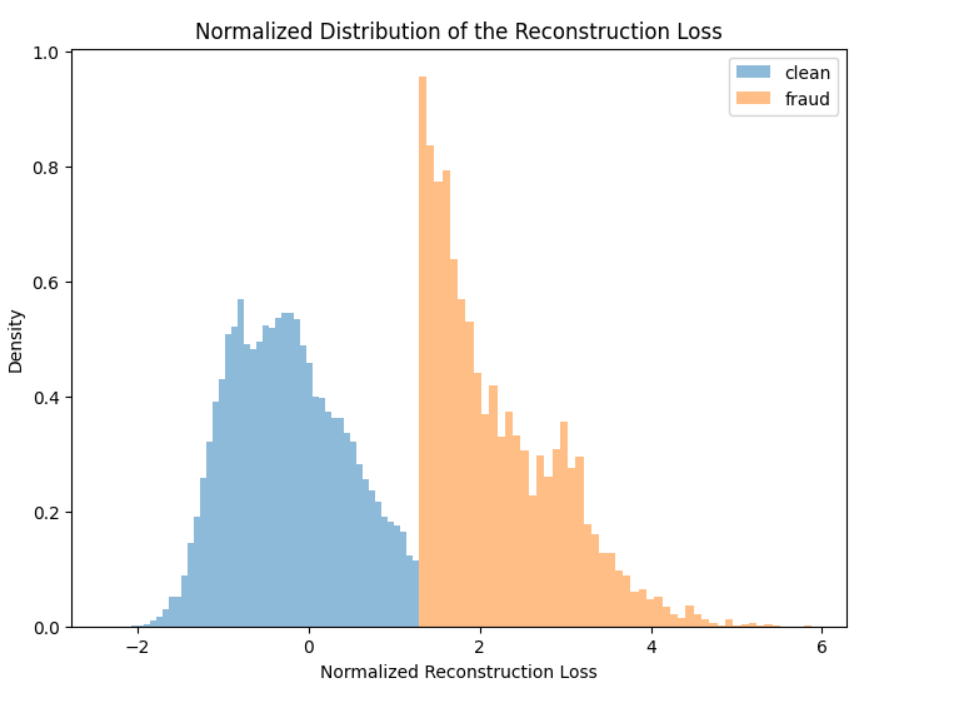 Normalized Distribution of the Reconstruction Loss
clean
fraud
1.0
0.8
0.6
0.4
0.2
0.0
Density
−2
0
2
4
6
Normalized Reconstruction Loss